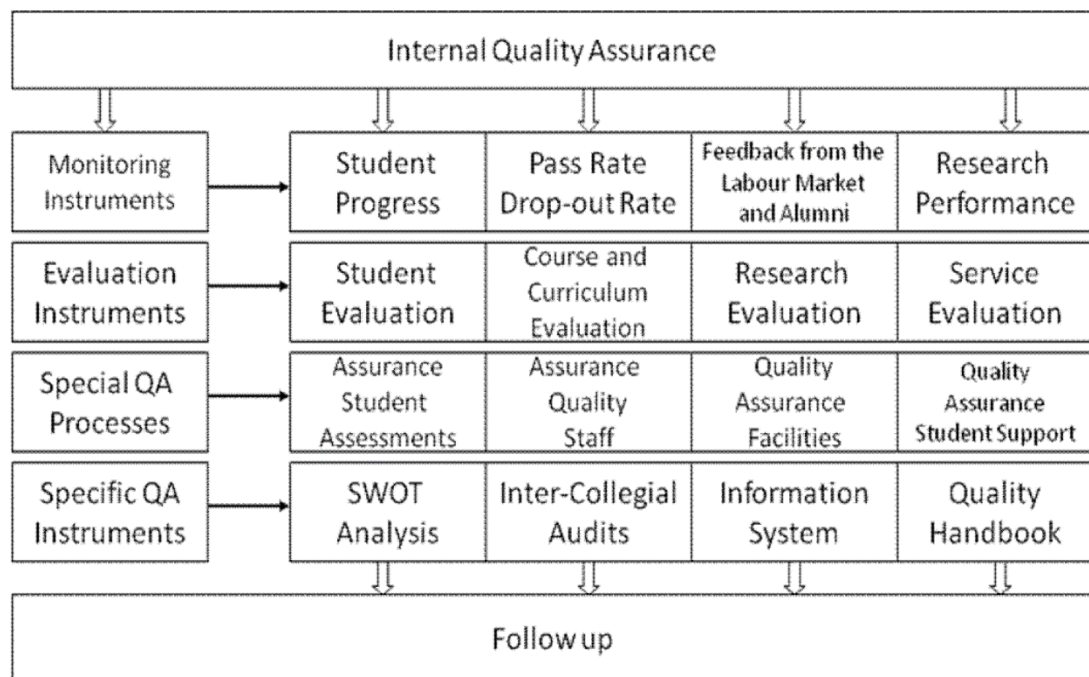 Internal Quality Assurance
Monitoring
Instruments
Student
Progress
Pass Rate
Drop-out Rate
Feedback from the
Labour Market
and Alumni
Research
Performance
Evaluation
Instruments
Student
Evaluation
Course and
Curriculum
Evaluation
Research
Evaluation
Service
Evaluation
Special QA
Processes
Assurance
Student
Assessments
Assurance
Quality
Staff
Quality
Assurance
Facilities
Quality
Assurance
Student Support
Specific QA
Instruments
SWOT
Analysis
Inter-Collegial
Audits
Information
System
Quality
Handbook
Follow up